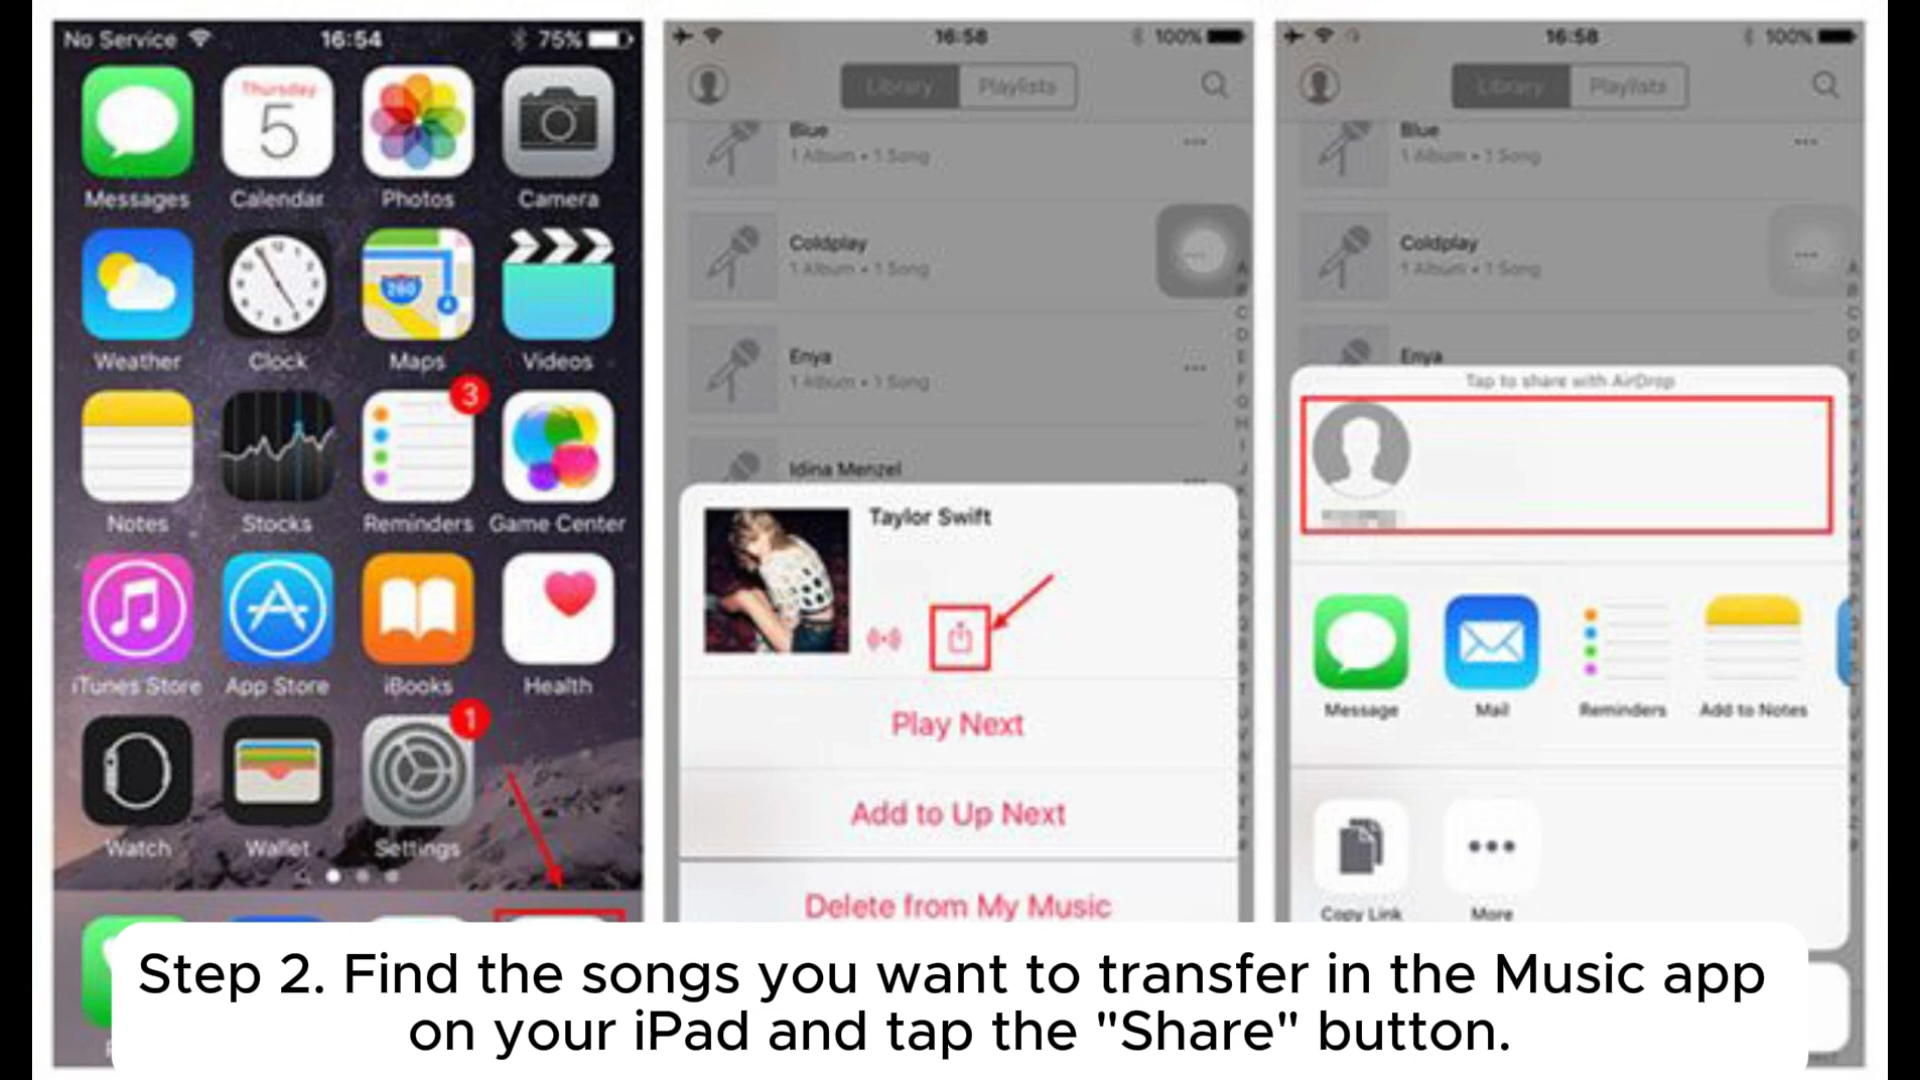 No Service 16:54 75%
Thursday
5
Messages Calendar Photos Camera
280
Weather Clock Maps Videos
3
Notes Stocks Reminders Game Center
iTunes Store App Store iBooks Health
1
Watch Wallet Settings
16:58 100%
Library Playlists
Blue
1 Album • 1 Song
Coldplay
1 Album • 1 Song
Enya
1 Album • 1 Song
Idina Menzel
Taylor Swift
Play Next
Add to Up Next
Delete from My Music
16:58 100%
Library Playlists
Blue
1 Album • 1 Song
Coldplay
1 Album • 1 Song
Enya
Tap to share with AirDrop
Message Mail Reminders Add to Notes
Copy Link More
Step 2. Find the songs you want to transfer in the Music app
on your iPad and tap the "Share" button.